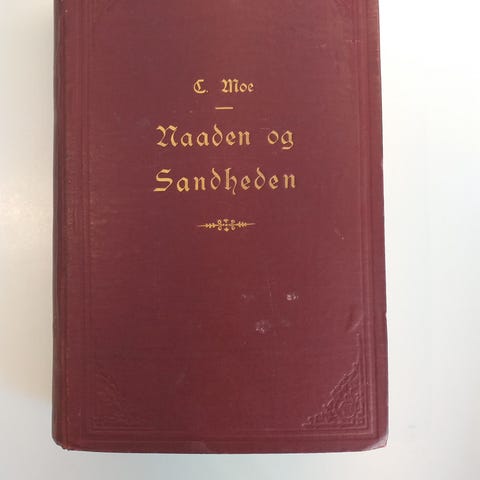 C. Moe
Naaden og
Sandheden